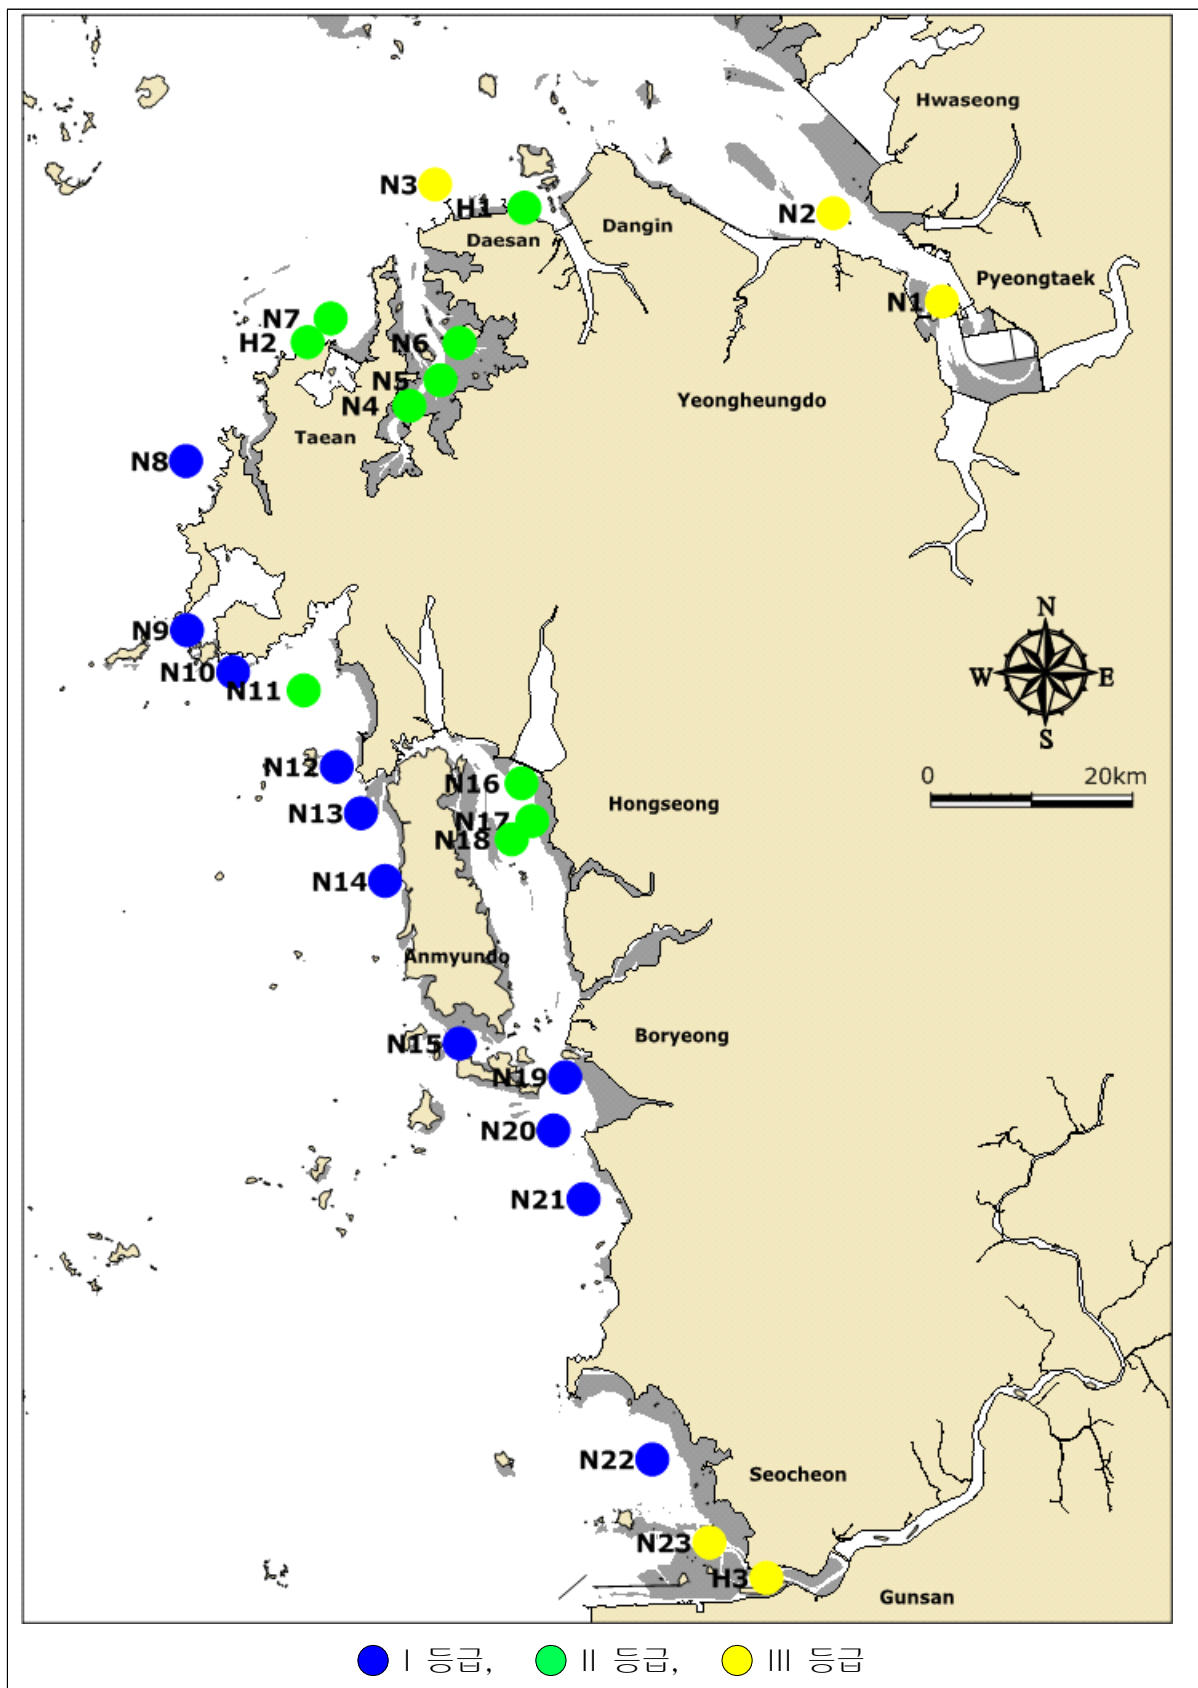 Hwaseong
N3
H1
N2
Dangin
Daesan
Pyeongtaek
N1
N7
H2
N6
N5
N4
Yeongheungdo
Taean
N8
N
W E
S
N9
N10
N11
N12
0 20km
N16
N13
Hongseong
N17
N18
N14
Anmyundo
Boryeong
N15
N19
N20
N21
N22
Seocheon
N23
H3
Gunsan
Ⅰ 등급, Ⅱ 등급, Ⅲ 등급